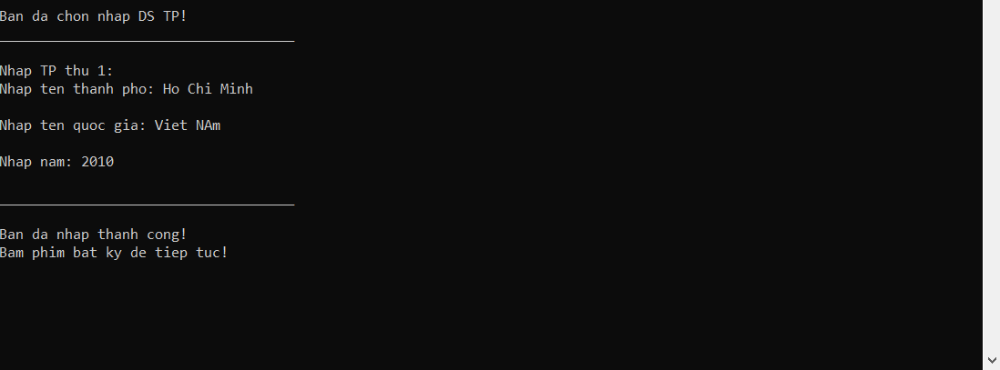 Ban da chon nhap DS TP!
____________________________________
Nhap TP thu 1:
Nhap ten thanh pho: Ho Chi Minh
Nhap ten quoc gia: Viet NAm
Nhap nam: 2010
____________________________________
Ban da nhap thanh cong!
Bam phim bat ky de tiep tuc!